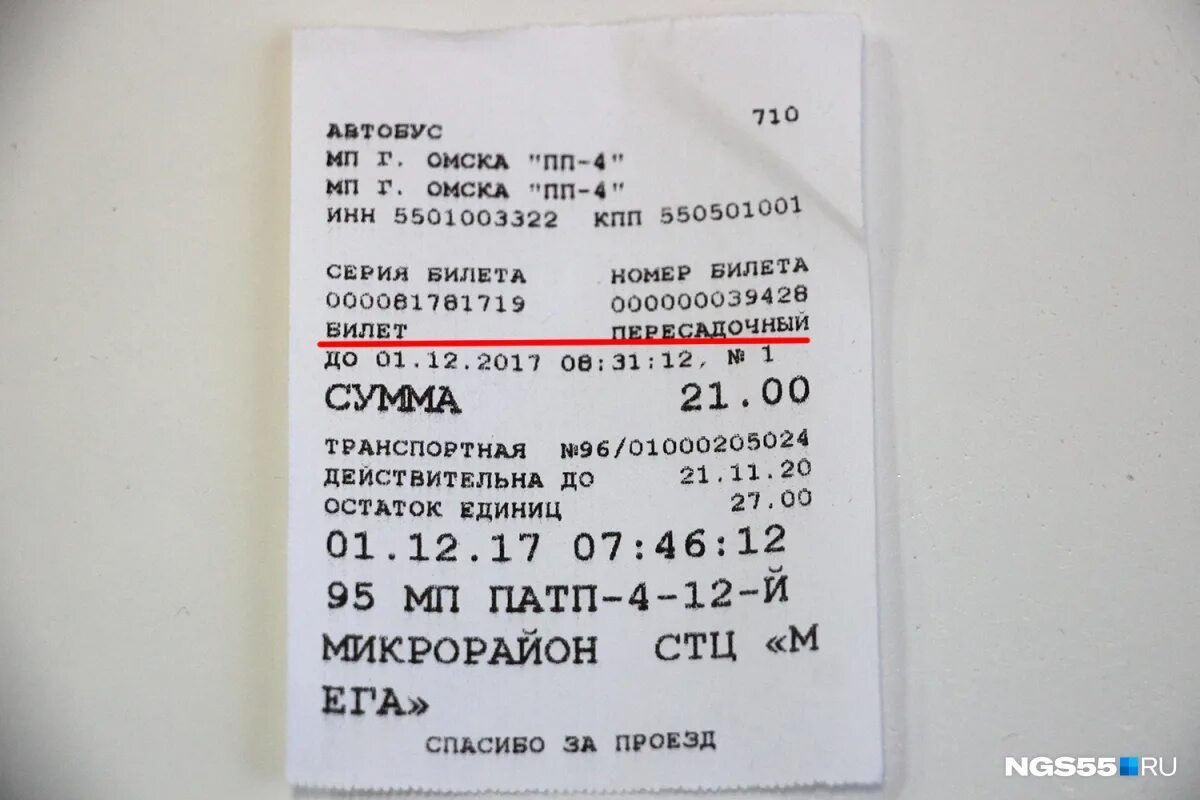 710
АВТОБУС
МП Г. ОМСКА "ПП-4"
МП Г. ОМСКА "ПП-4"
ИНН 5501003322 КПП 550501001
СЕРИЯ БИЛЕТА НОМЕР БИЛЕТА
000081781719 000000039428
БИЛЕТ ПЕРЕСАДОЧНЫЙ
ДО 01.12.2017 08:31:12, № 1
СУММА 21.00
ТРАНСПОРТНАЯ №96/01000205024
ДЕЙСТВИТЕЛЬНА ДО 21.11.20
ОСТАТОК ЕДИНИЦ 27.00
01.12.17 07:46:12
95 МП ПАТП-4-12-Й
МИКРОРАЙОН СТЦ «М
ЕГА»
СПАСИБО ЗА ПРОЕЗД
NGS55.RU